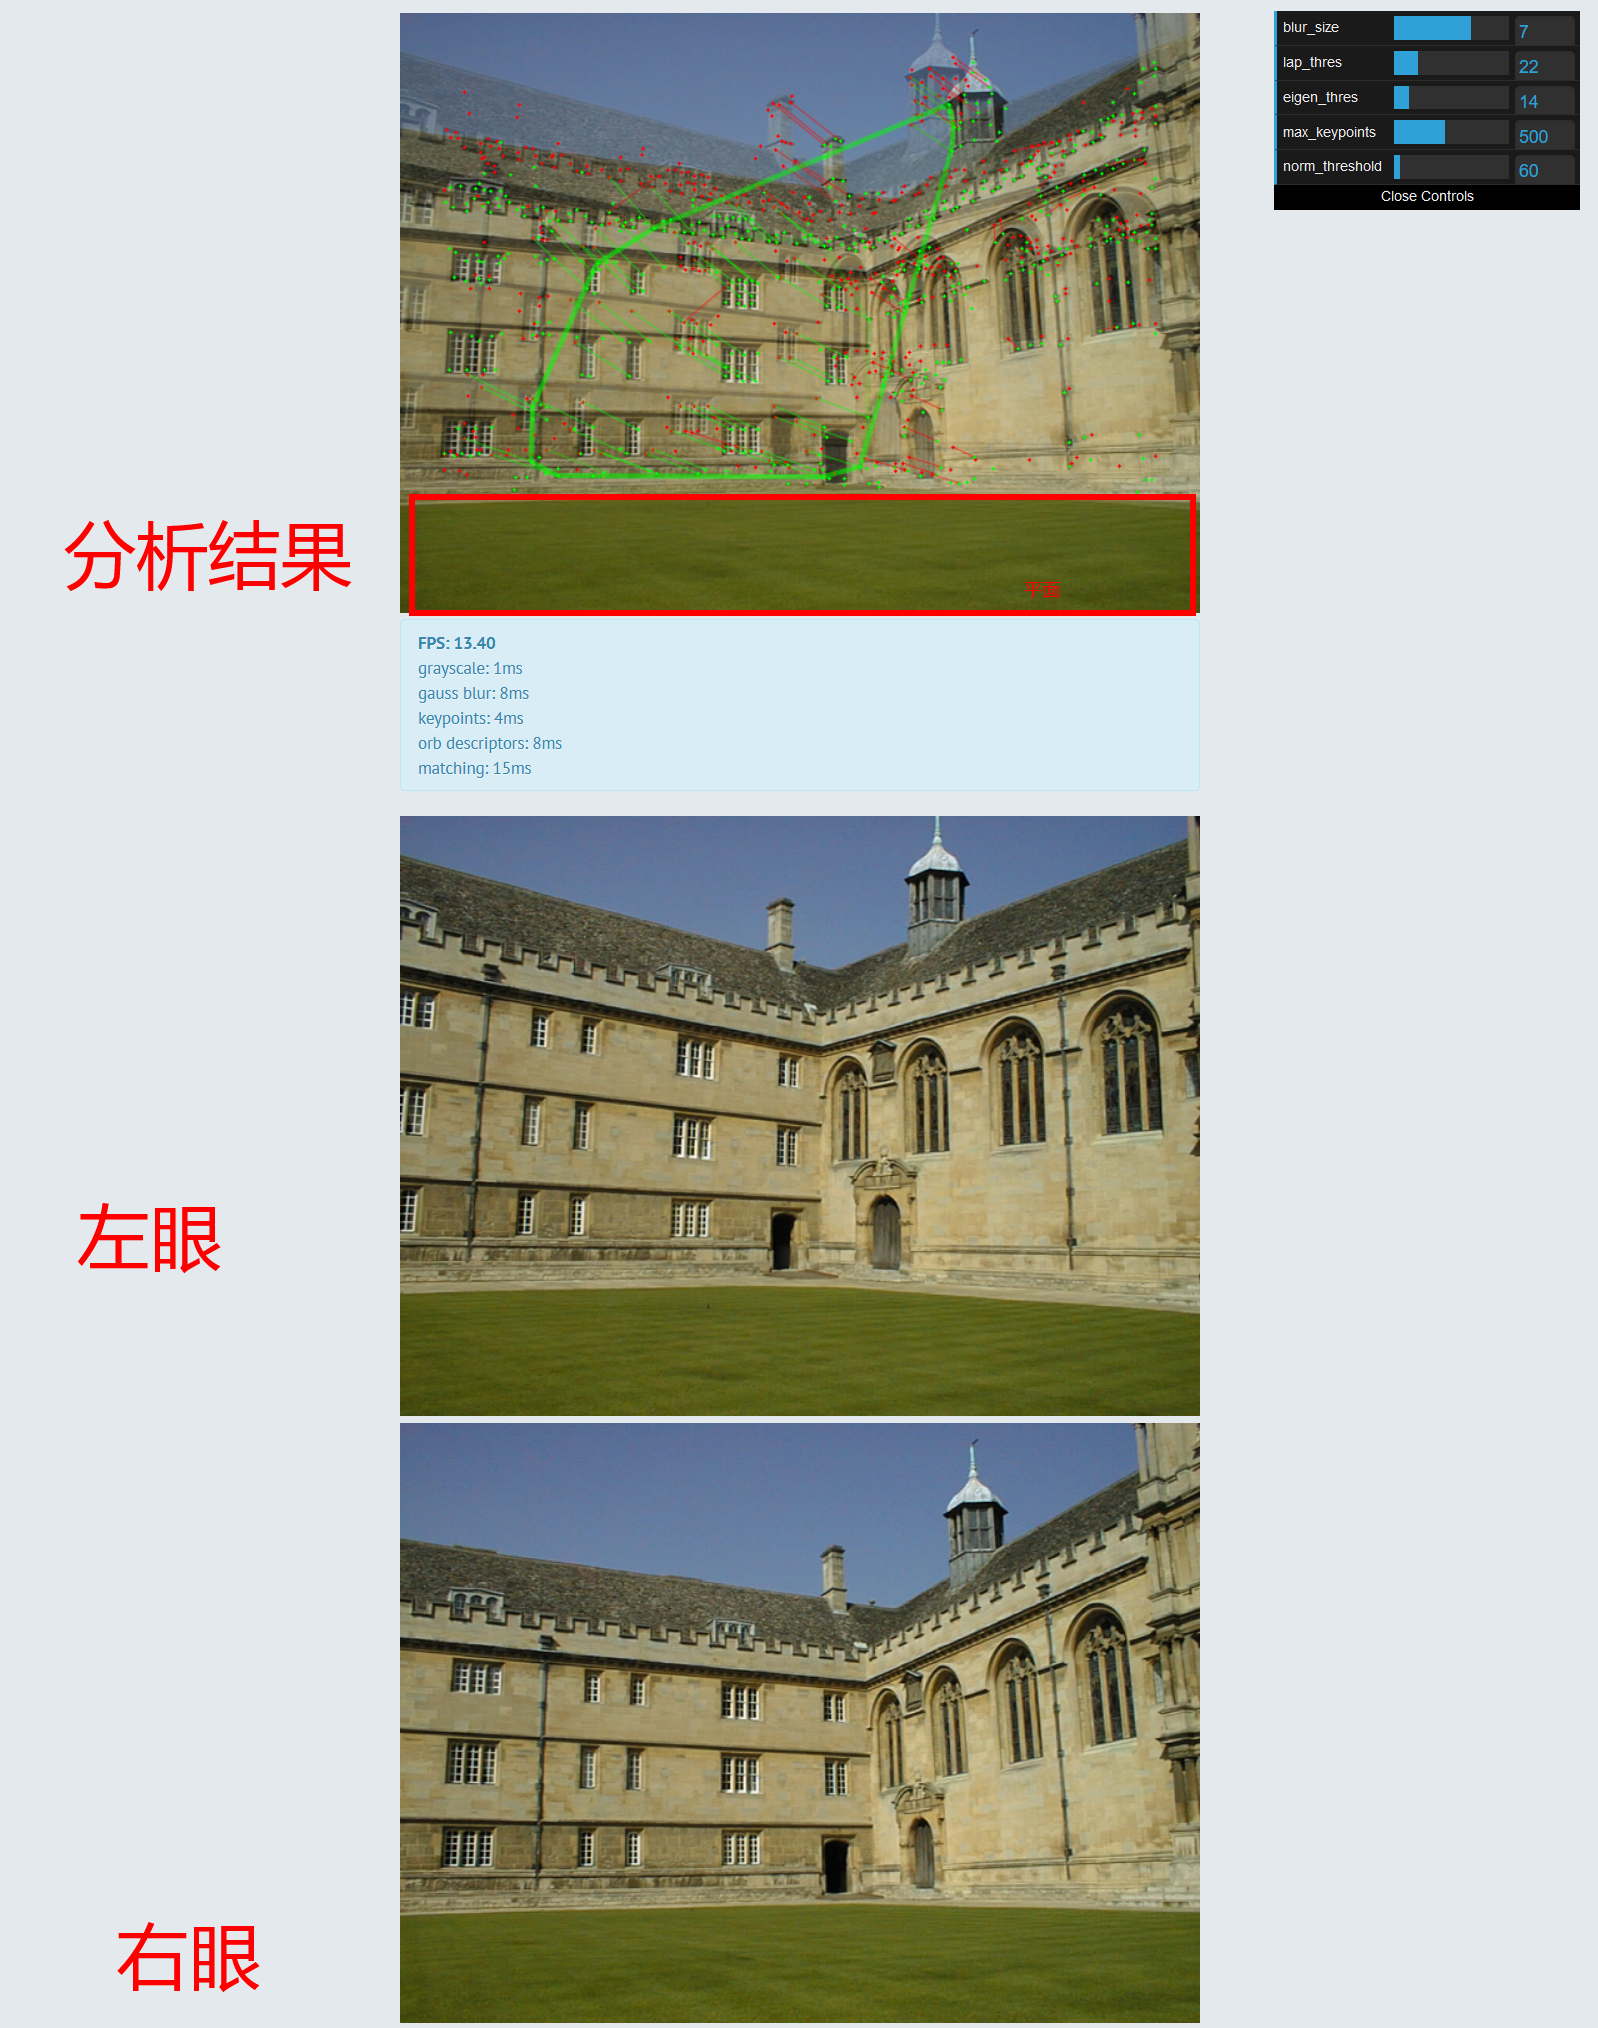 blur_size 7
lap_thres 22
eigen_thres 14
max_keypoints 500
norm_threshold 60
Close Controls
分析结果
平面
FPS: 13.40
grayscale: 1ms
gauss blur: 8ms
keypoints: 4ms
orb descriptors: 8ms
matching: 15ms
左眼
右眼